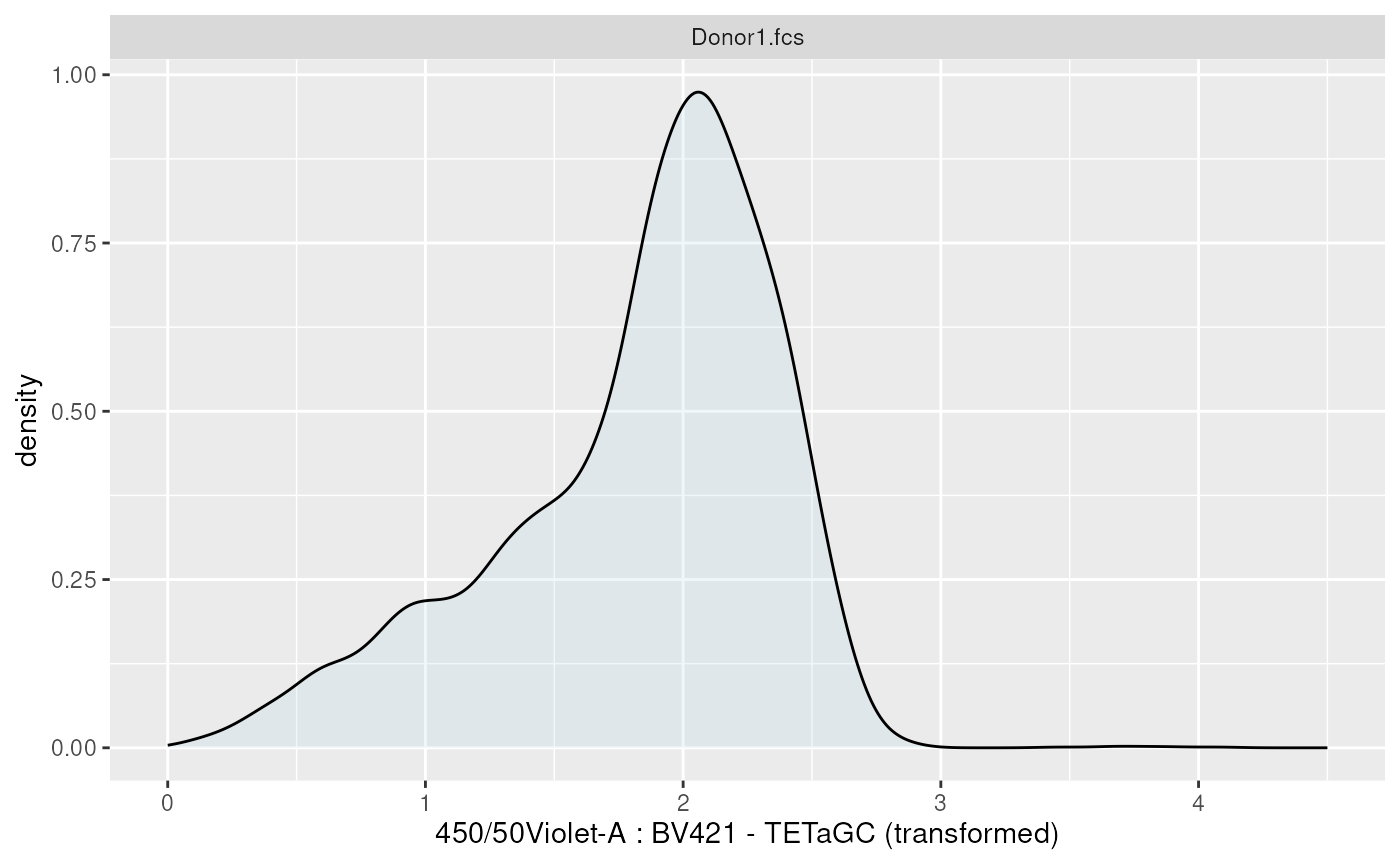 Donor1.fcs
1.00
0.75
0.50
0.25
0.00
density
0 1 2 3 4
450/50Violet-A : BV421 - TETaGC (transformed)